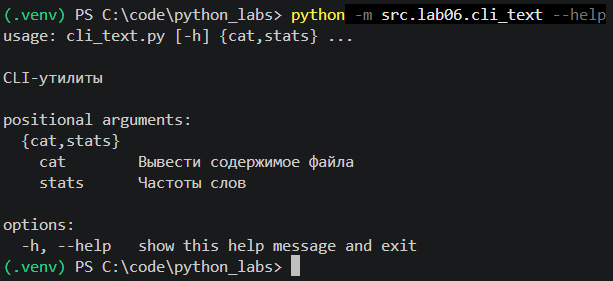 (.venv) PS C:\code\python_labs> python -m src.lab06.cli_text --help
usage: cli_text.py [-h] {cat,stats} ...
CLI-утилиты
positional arguments:
{cat,stats}
cat Вывести содержимое файла
stats Частоты слов
options:
-h, --help show this help message and exit
(.venv) PS C:\code\python_labs>